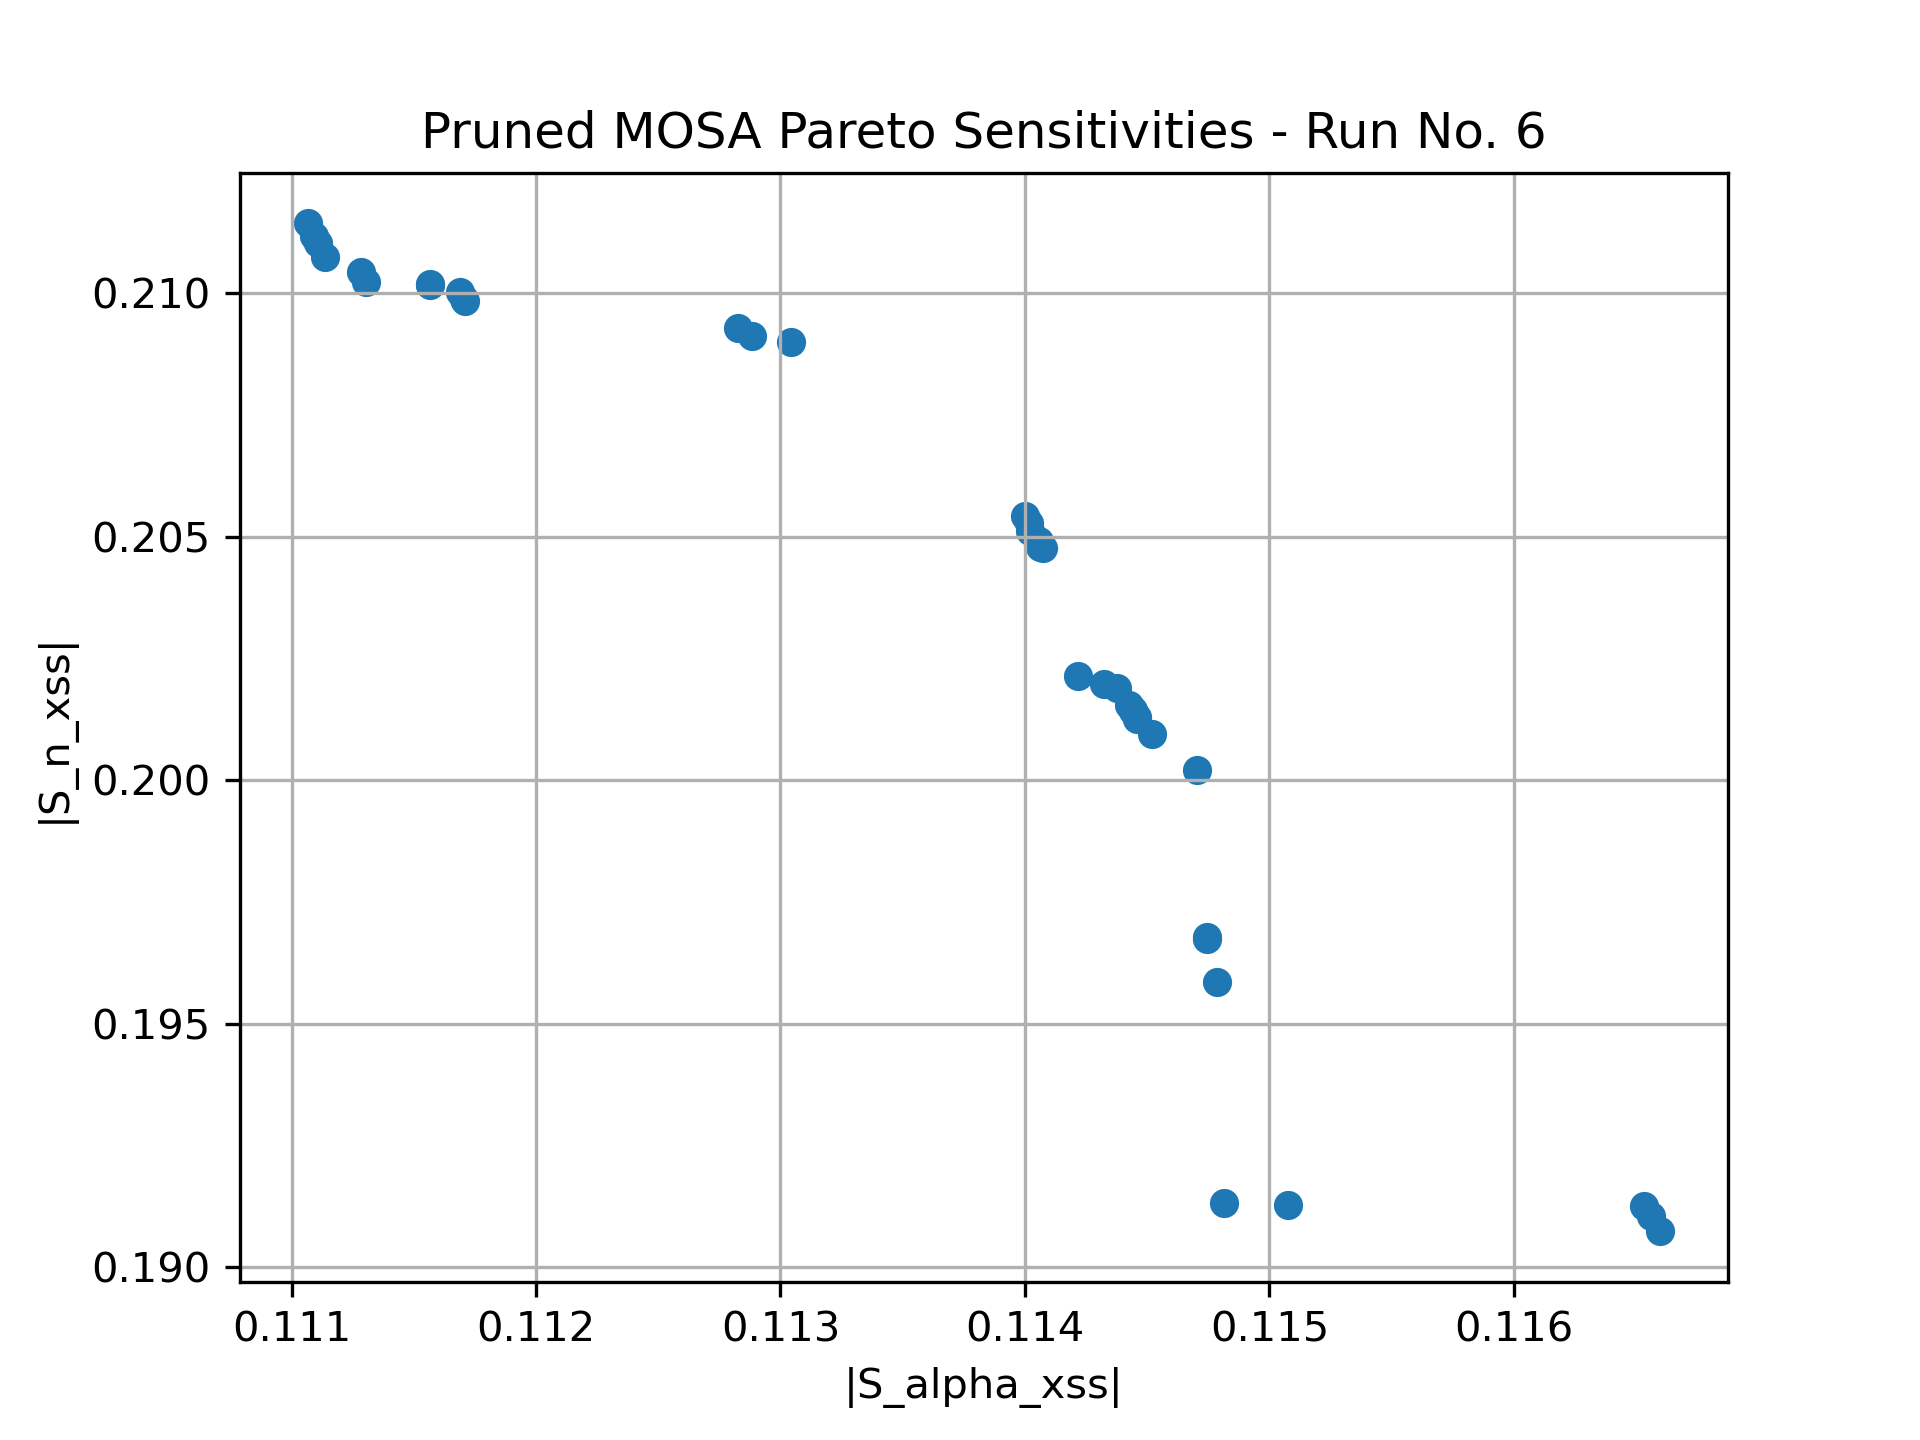 Pruned MOSA Pareto Sensitivities - Run No. 6
0.210
0.205
0.200
0.195
0.190
|S_n_xss|
0.111 0.112 0.113 0.114 0.115 0.116
|S_alpha_xss|